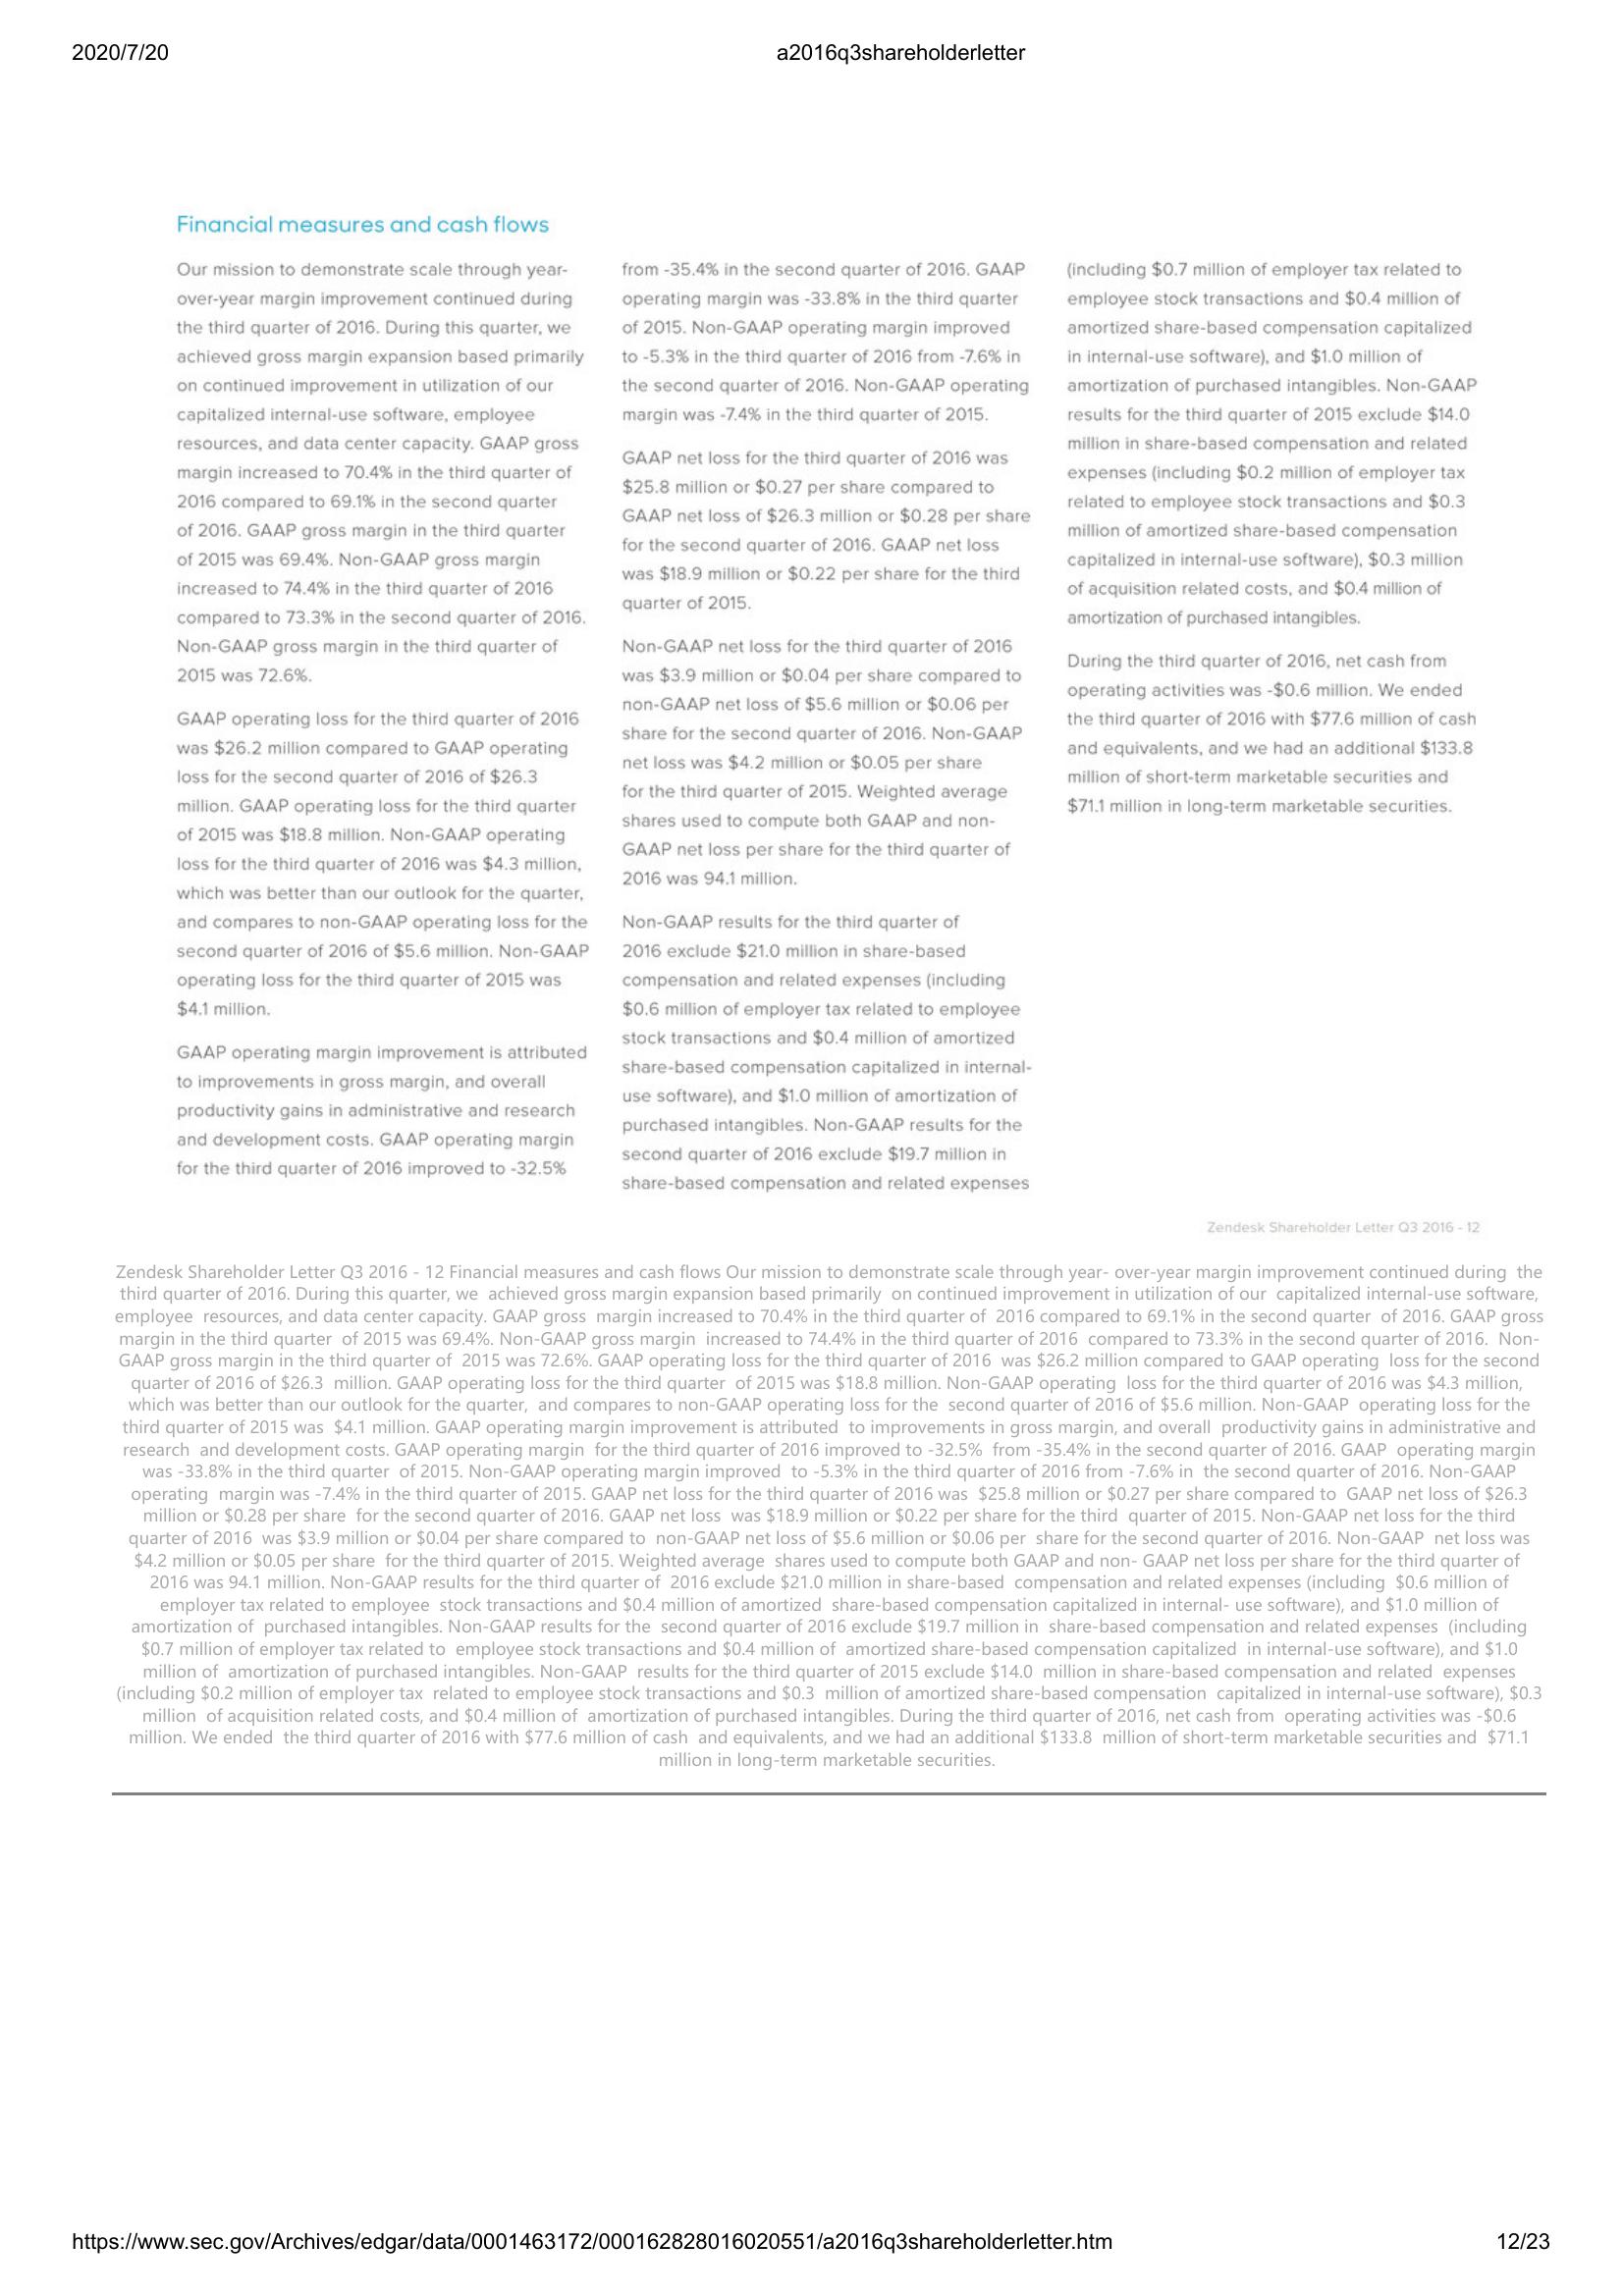 2020/7/20
a2016q3shareholderletter
Financial measures and cash flows
Our mission to demonstrate scale through year-
over-year margin improvement continued during
the third quarter of 2016. During this quarter, we
achieved gross margin expansion based primarily
on continued improvement in utilization of our
capitalized internal-use software, employee
resources, and data center capacity. GAAP gross
margin increased to 70.4% in the third quarter of
2016 compared to 69.1% in the second quarter
of 2016. GAAP gross margin in the third quarter
of 2015 was 69.4%. Non-GAAP gross margin
increased to 74.4% in the third quarter of 2016
compared to 73.3% in the second quarter of 2016.
Non-GAAP gross margin in the third quarter of
2015 was 72.6%.
GAAP operating loss for the third quarter of 2016
was $26.2 million compared to GAAP operating
loss for the second quarter of 2016 of $26.3
million. GAAP operating loss for the third quarter
of 2015 was $18.8 million. Non-GAAP operating
loss for the third quarter of 2016 was $4.3 million,
which was better than our outlook for the quarter,
and compares to non-GAAP operating loss for the
second quarter of 2016 of $5.6 million. Non-GAAP
operating loss for the third quarter of 2015 was
$4.1 million.
GAAP operating margin improvement is attributed
to improvements in gross margin, and overall
productivity gains in administrative and research
and development costs. GAAP operating margin
for the third quarter of 2016 improved to -32.5%
from -35.4% in the second quarter of 2016. GAAP
operating margin was -33.8% in the third quarter
of 2015. Non-GAAP operating margin improved
to -5.3% in the third quarter of 2016 from -7.6% in
the second quarter of 2016. Non-GAAP operating
margin was -7.4% in the third quarter of 2015.
GAAP net loss for the third quarter of 2016 was
$25.8 million or $0.27 per share compared to
GAAP net loss of $26.3 million or $0.28 per share
for the second quarter of 2016. GAAP net loss
was $18.9 million or $0.22 per share for the third
quarter of 2015.
Non-GAAP net loss for the third quarter of 2016
was $3.9 million or $0.04 per share compared to
non-GAAP net loss of $5.6 million or $0.06 per
share for the second quarter of 2016. Non-GAAP
net loss was $4.2 million or $0.05 per share
for the third quarter of 2015. Weighted average
shares used to compute both GAAP and non-
GAAP net loss per share for the third quarter of
2016 was 94.1 million.
Non-GAAP results for the third quarter of
2016 exclude $21.0 million in share-based
compensation and related expenses (including
$0.6 million of employer tax related to employee
stock transactions and $0.4 million of amortized
share-based compensation capitalized in internal-
use software), and $1.0 million of amortization of
purchased intangibles. Non-GAAP results for the
second quarter of 2016 exclude $19.7 million in
share-based compensation and related expenses
(including $0.7 million of employer tax related to
employee stock transactions and $0.4 million of
amortized share-based compensation capitalized
in internal-use software), and $1.0 million of
amortization of purchased intangibles. Non-GAAP
results for the third quarter of 2015 exclude $14.0
million in share-based compensation and related
expenses (including $0.2 million of employer tax
related to employee stock transactions and $0.3
million of amortized share-based compensation
capitalized in internal-use software), $0.3 million
of acquisition related costs, and $0.4 million of
amortization of purchased intangibles.
During the third quarter of 2016, net cash from
operating activities was -$0.6 million. We ended
the third quarter of 2016 with $77.6 million of cash
and equivalents, and we had an additional $133.8
million of short-term marketable securities and
$71.1 million in long-term marketable securities.
Zendesk Shareholder Letter Q3 2016 - 12
Zendesk Shareholder Letter Q3 2016 - 12 Financial measures and cash flows Our mission to demonstrate scale through year- over-year margin improvement continued during the
third quarter of 2016. During this quarter, we achieved gross margin expansion based primarily on continued improvement in utilization of our capitalized internal-use software,
employee resources, and data center capacity. GAAP gross margin increased to 70.4% in the third quarter of 2016 compared to 69.1% in the second quarter of 2016. GAAP gross
margin in the third quarter of 2015 was 69.4%. Non-GAAP gross margin increased to 74.4% in the third quarter of 2016 compared to 73.3% in the second quarter of 2016. Non-
GAAP gross margin in the third quarter of 2015 was 72.6%. GAAP operating loss for the third quarter of 2016 was $26.2 million compared to GAAP operating loss for the second
quarter of 2016 of $26.3 million. GAAP operating loss for the third quarter of 2015 was $18.8 million. Non-GAAP operating loss for the third quarter of 2016 was $4.3 million,
which was better than our outlook for the quarter, and compares to non-GAAP operating loss for the second quarter of 2016 of $5.6 million. Non-GAAP operating loss for the
third quarter of 2015 was $4.1 million. GAAP operating margin improvement is attributed to improvements in gross margin, and overall productivity gains in administrative and
research and development costs. GAAP operating margin for the third quarter of 2016 improved to -32.5% from -35.4% in the second quarter of 2016. GAAP operating margin
was -33.8% in the third quarter of 2015. Non-GAAP operating margin improved to -5.3% in the third quarter of 2016 from -7.6% in the second quarter of 2016. Non-GAAP
operating margin was -7.4% in the third quarter of 2015. GAAP net loss for the third quarter of 2016 was $25.8 million or $0.27 per share compared to GAAP net loss of $26.3
million or $0.28 per share for the second quarter of 2016. GAAP net loss was $18.9 million or $0.22 per share for the third quarter of 2015. Non-GAAP net loss for the third
quarter of 2016 was $3.9 million or $0.04 per share compared to non-GAAP net loss of $5.6 million or $0.06 per share for the second quarter of 2016. Non-GAAP net loss was
$4.2 million or $0.05 per share for the third quarter of 2015. Weighted average shares used to compute both GAAP and non- GAAP net loss per share for the third quarter of
2016 was 94.1 million. Non-GAAP results for the third quarter of 2016 exclude $21.0 million in share-based compensation and related expenses (including $0.6 million of
employer tax related to employee stock transactions and $0.4 million of amortized share-based compensation capitalized in internal- use software), and $1.0 million of
amortization of purchased intangibles. Non-GAAP results for the second quarter of 2016 exclude $19.7 million in share-based compensation and related expenses (including
$0.7 million of employer tax related to employee stock transactions and $0.4 million of amortized share-based compensation capitalized in internal-use software), and $1.0
million of amortization of purchased intangibles. Non-GAAP results for the third quarter of 2015 exclude $14.0 million in share-based compensation and related expenses
(including $0.2 million of employer tax related to employee stock transactions and $0.3 million of amortized share-based compensation capitalized in internal-use software), $0.3
million of acquisition related costs, and $0.4 million of amortization of purchased intangibles. During the third quarter of 2016, net cash from operating activities was -$0.6
million. We ended the third quarter of 2016 with $77.6 million of cash and equivalents, and we had an additional $133.8 million of short-term marketable securities and $71.1
million in long-term marketable securities.
https://www.sec.gov/Archives/edgar/data/0001463172/000162828016020551/a2016q3shareholderletter.htm
12/23